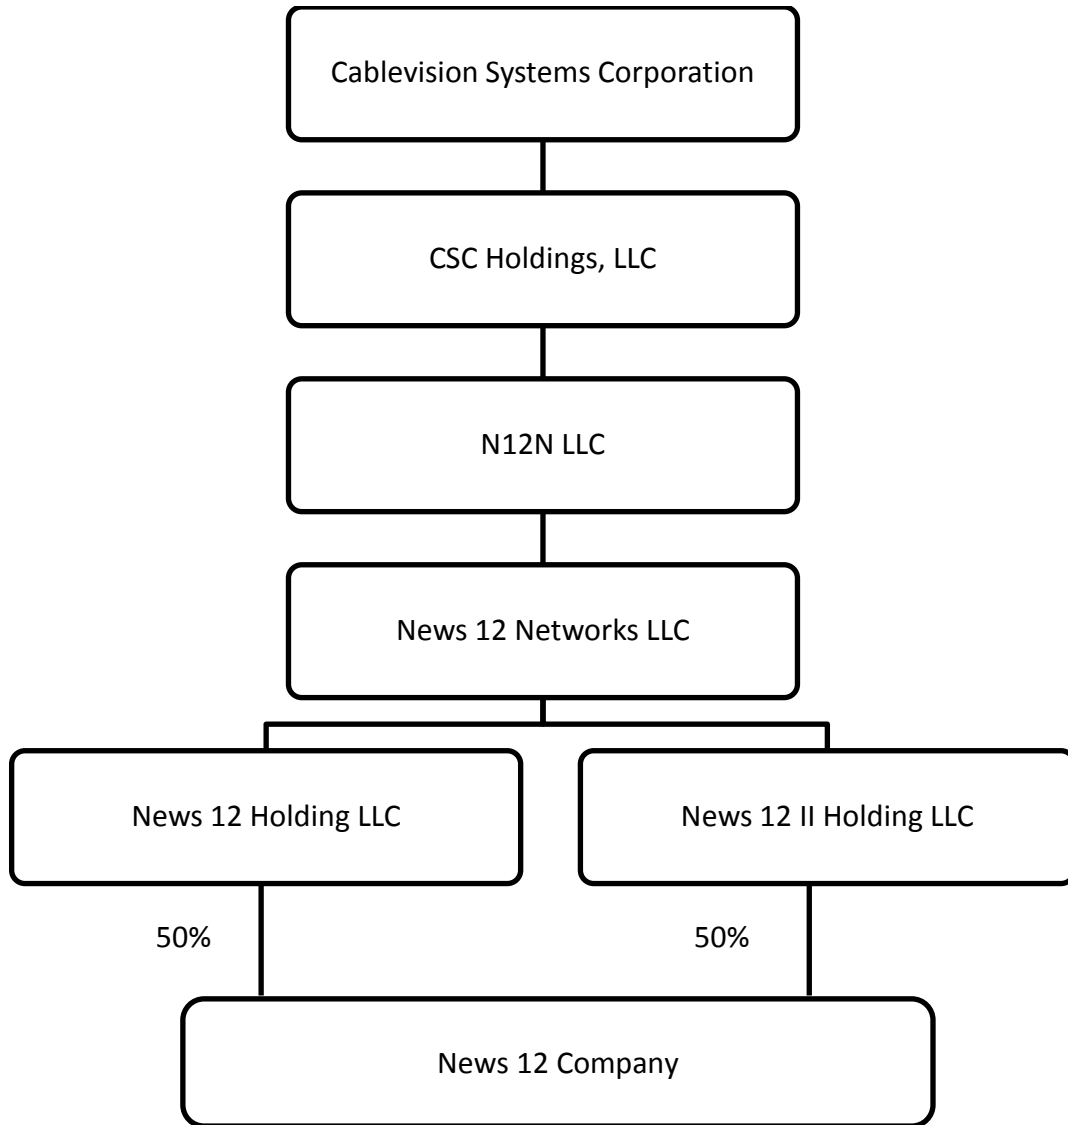 Cablevision Systems Corporation
CSC Holdings, LLC
N12N LLC
News 12 Networks LLC
News 12 Holding LLC
News 12 II Holding LLC
50%
50%
News 12 Company